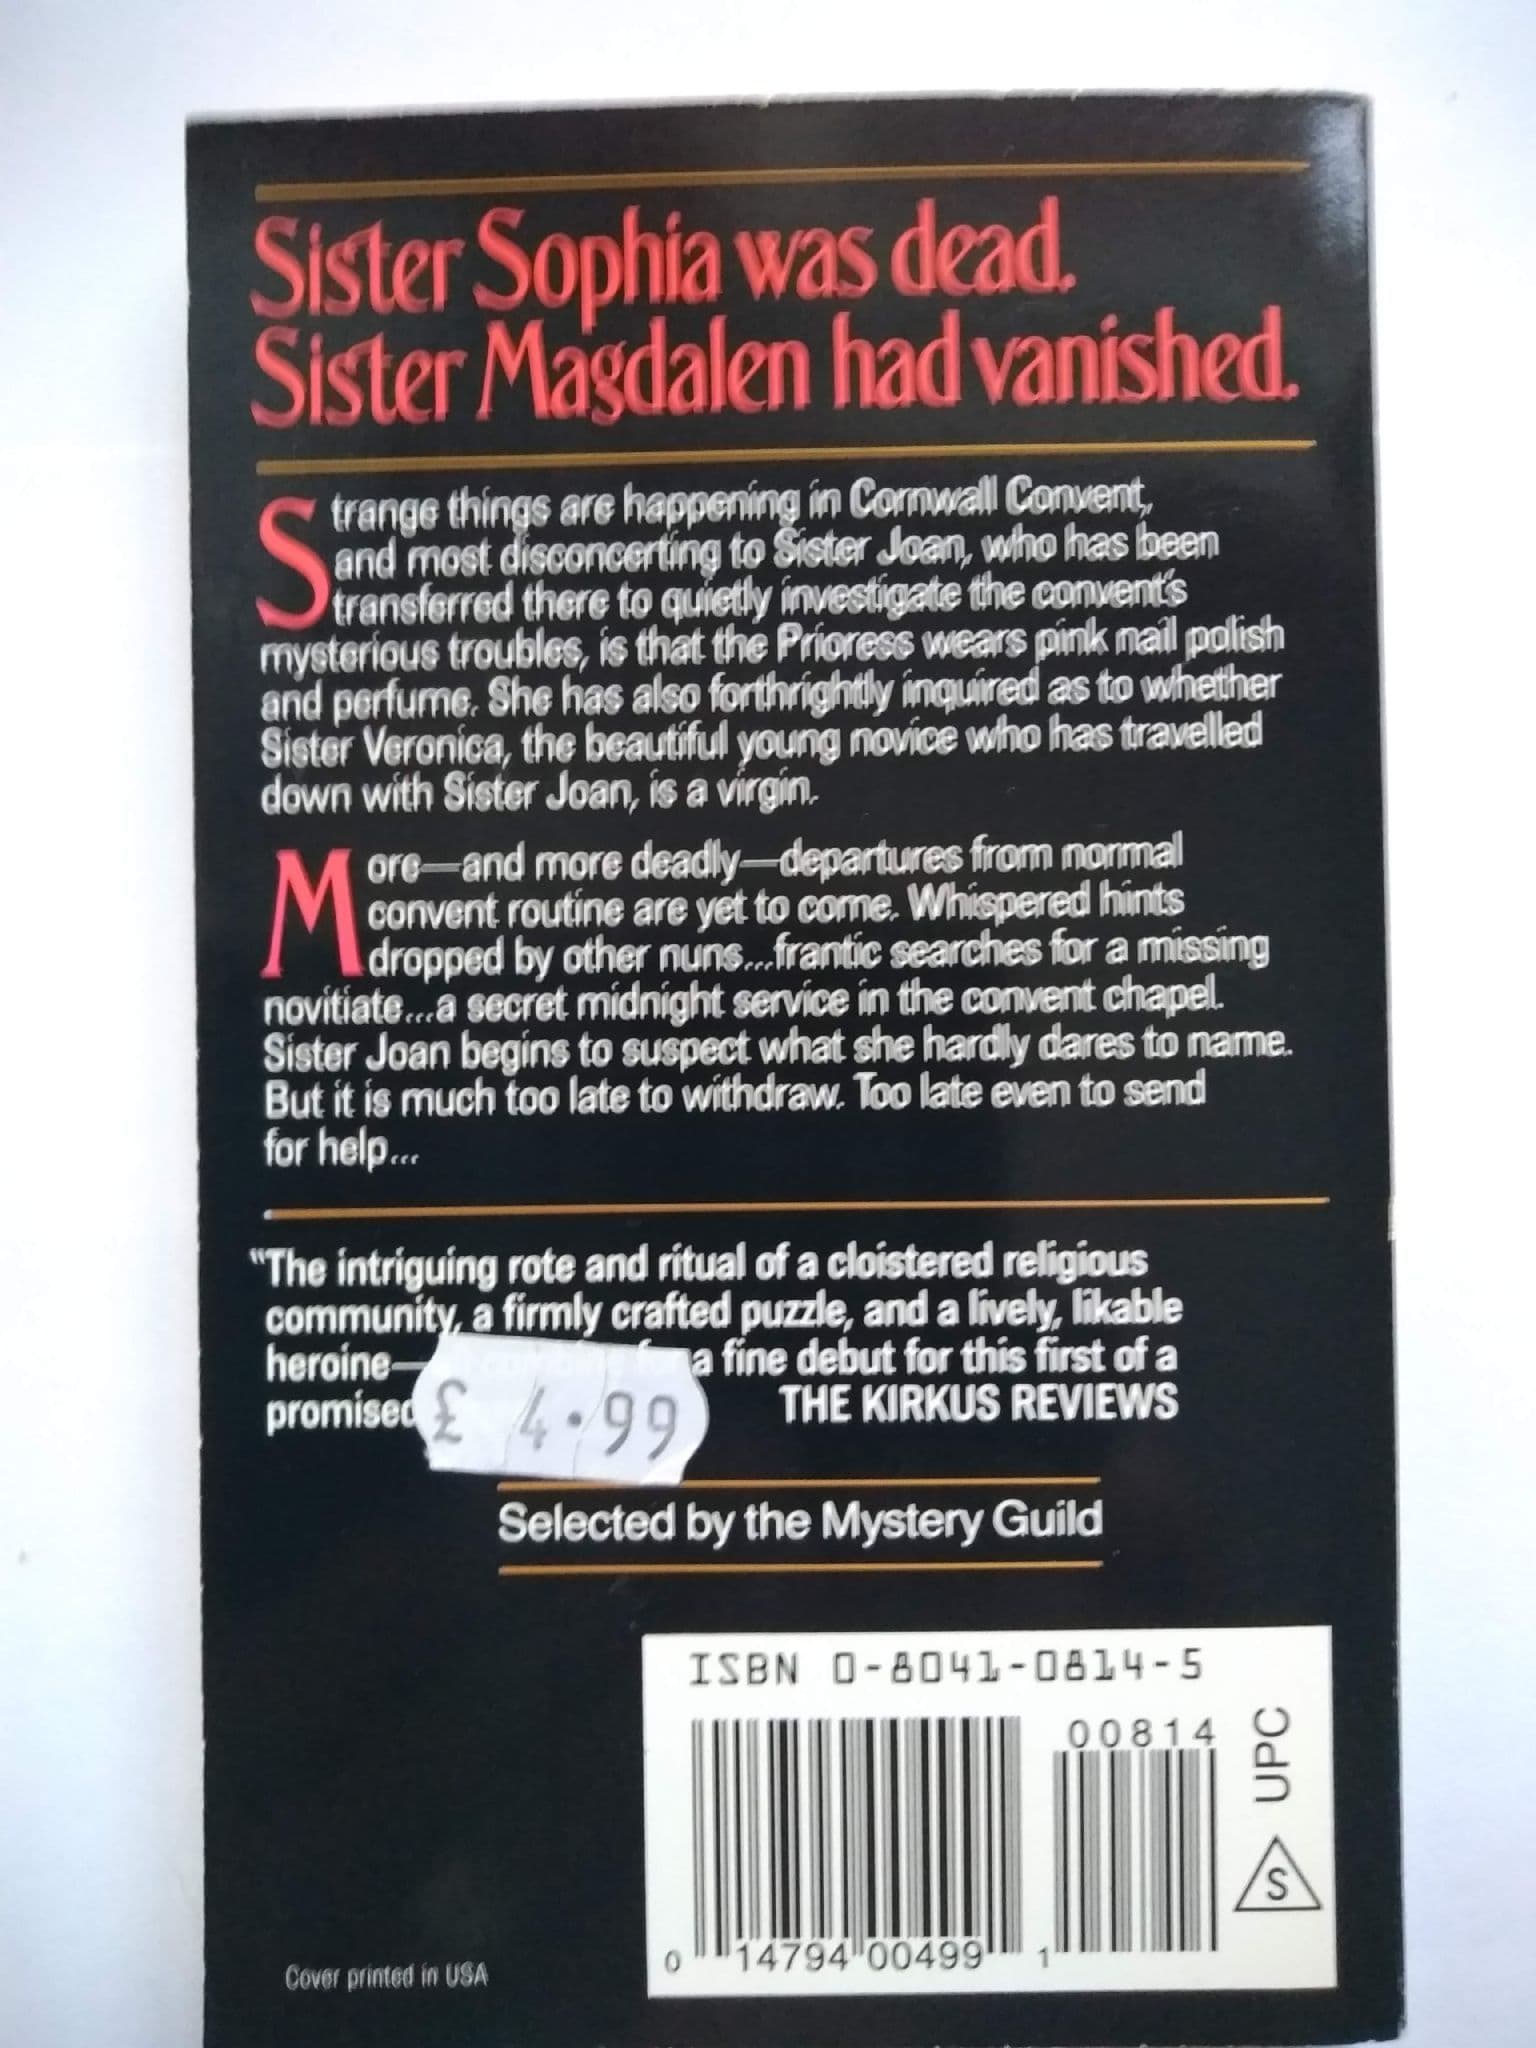 Sister Sophia was dead.
Sister Magdalen had vanished.
Strange things are happening in Cornwall Convent,
and most disconcerting to Sister Joan, who has been
transferred there to quietly investigate the convent's
mysterious troubles, is that the Prioress wears pink nail polish
and perfume. She has also forthrightly inquired as to whether
Sister Veronica, the beautiful young novice who has travelled
down with Sister Joan, is a virgin.
More—and more deadly—departures from normal
convent routine are yet to come. Whispered hints
dropped by other nuns...frantic searches for a missing
novitiate...a secret midnight service in the convent chapel.
Sister Joan begins to suspect what she hardly dares to name.
But it is much too late to withdraw. Too late even to send
for help...
"The intriguing rote and ritual of a cloistered religious
community, a firmly crafted puzzle, and a lively, likable
heroine— a fine debut for this first of a
promised THE KIRKUS REVIEWS
£ 4.99
Selected by the Mystery Guild
ISBN 0-8041-0814-5
00814
UPC
S
0 14794 00499 1
Cover printed in USA